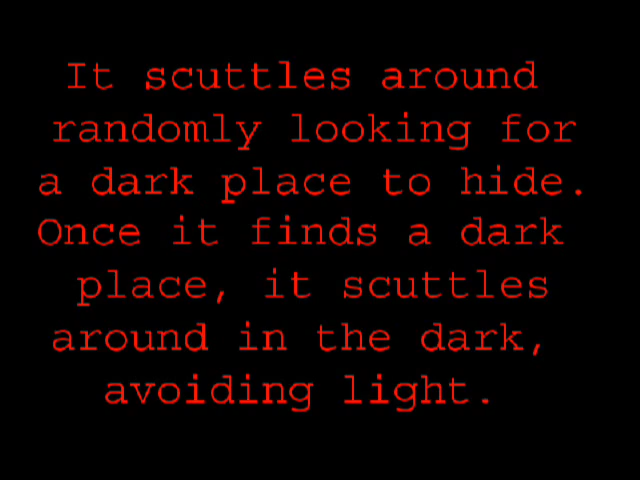 It scuttles around
randomly looking for
a dark place to hide.
Once it finds a dark
place, it scuttles
around in the dark,
avoiding light.